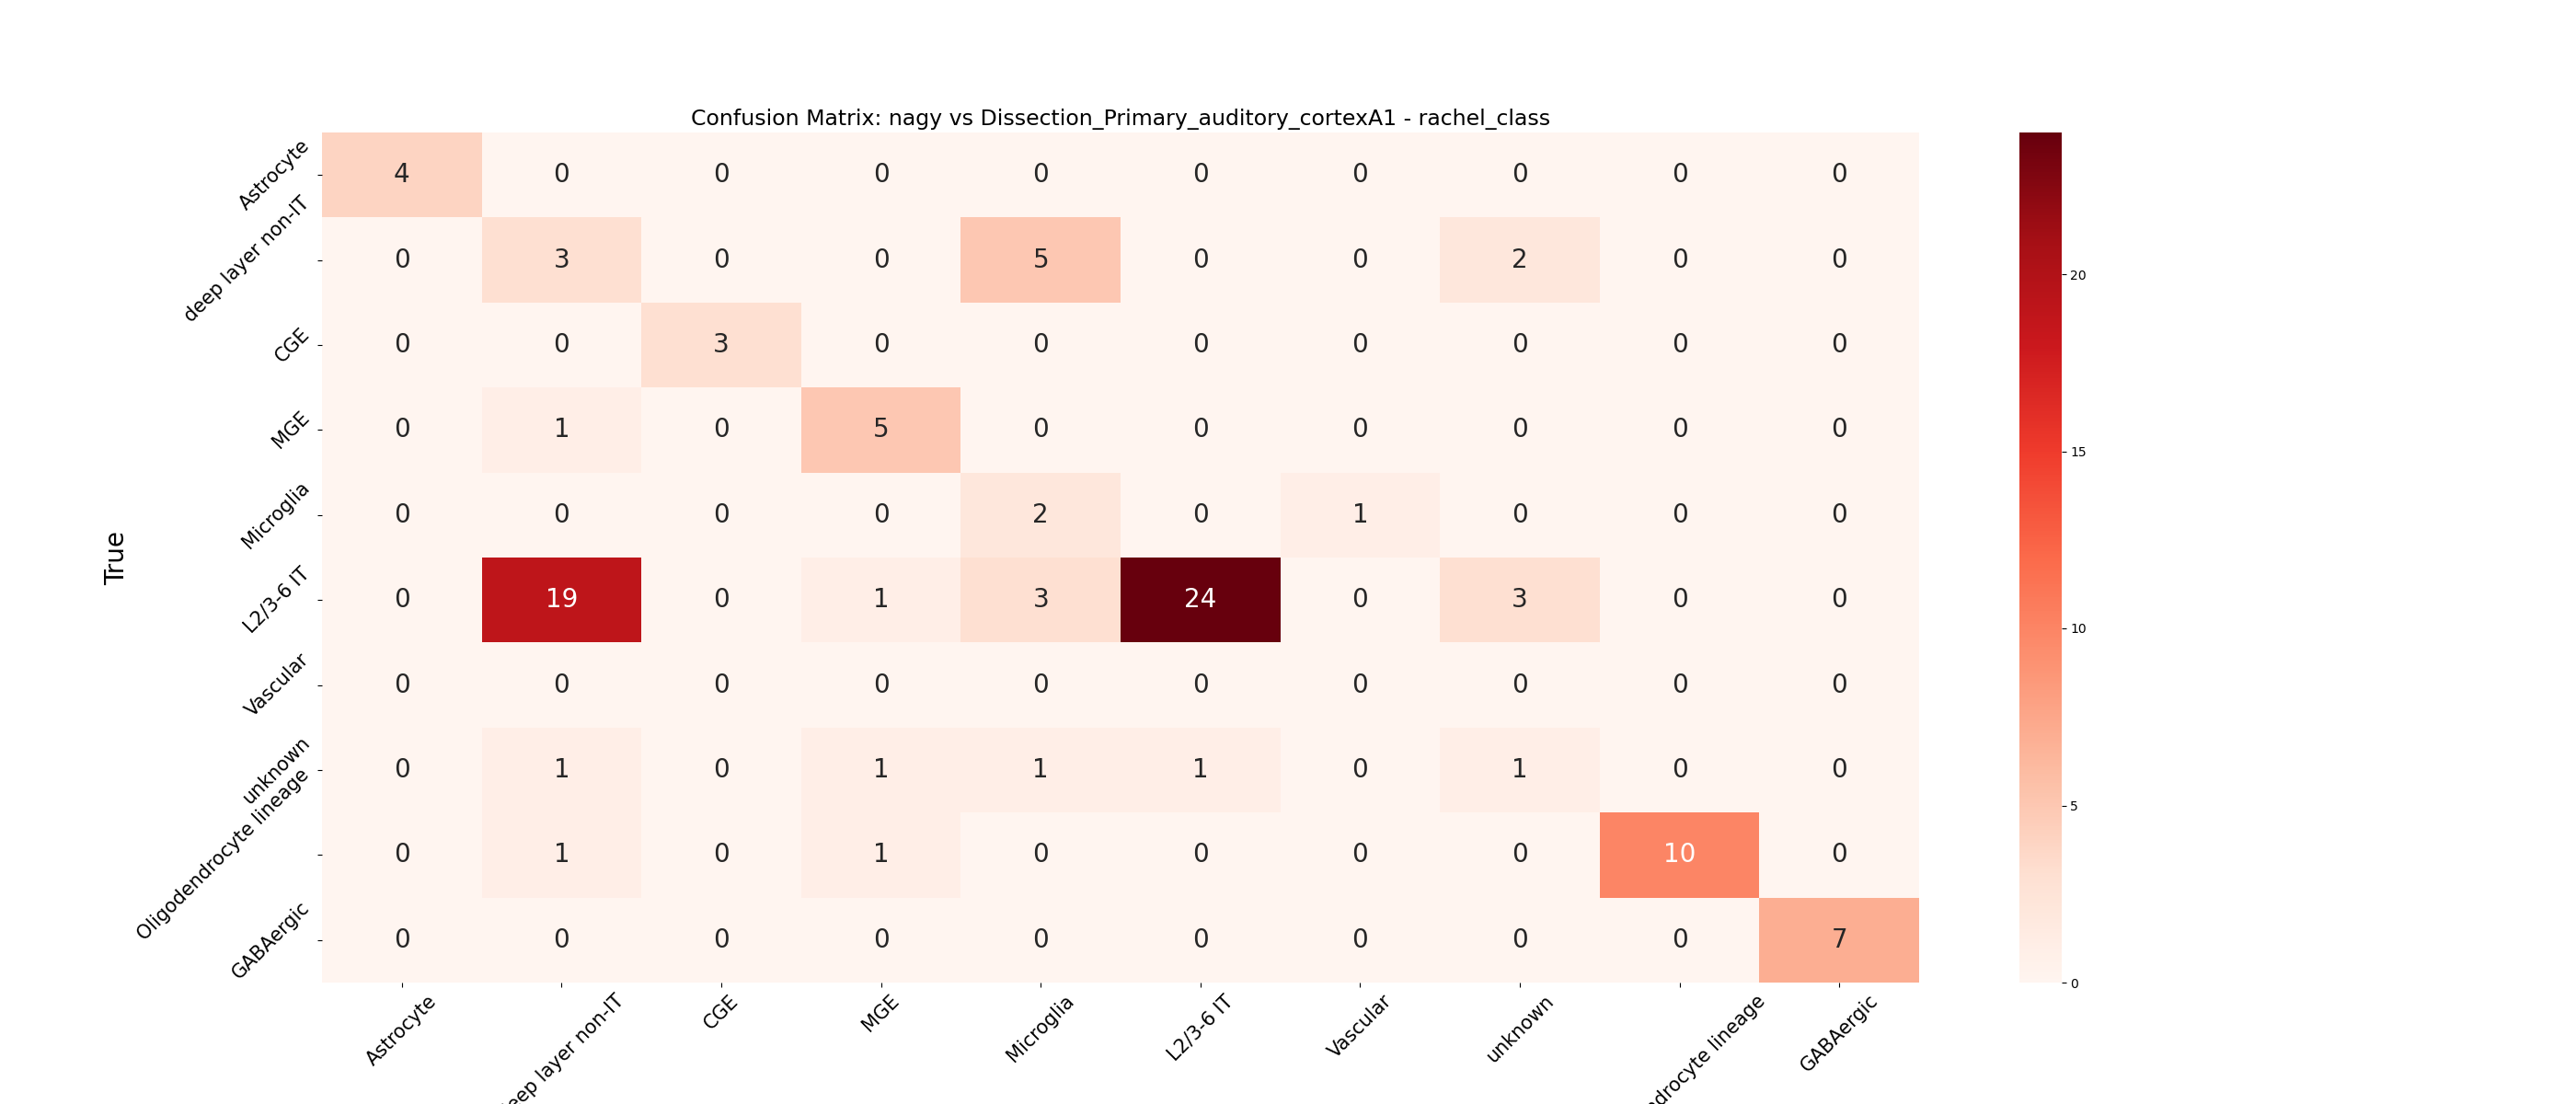 Confusion Matrix: nagy vs Dissection_Primary_auditory_cortexA1 - rachel_class
True
Astrocyte
4 0 0 0 0 0 0 0 0 0
deep layer non-IT
0 3 0 0 5 0 0 2 0 0
CGE
0 0 3 0 0 0 0 0 0 0
MGE
0 1 0 5 0 0 0 0 0 0
Microglia
0 0 0 0 2 0 1 0 0 0
L2/3-6 IT
0 19 0 1 3 24 0 3 0 0
Vascular
0 0 0 0 0 0 0 0 0 0
unknown
0 1 0 1 1 1 0 1 0 0
Oligodendrocyte lineage
0 1 0 1 0 0 0 0 10 0
GABAergic
0 0 0 0 0 0 0 0 0 7
Astrocyte
eep layer non-IT
CGE
MGE
Microglia
L2/3-6 IT
Vascular
unknown
drocyte lineage
GABAergic
20
15
10
5
0